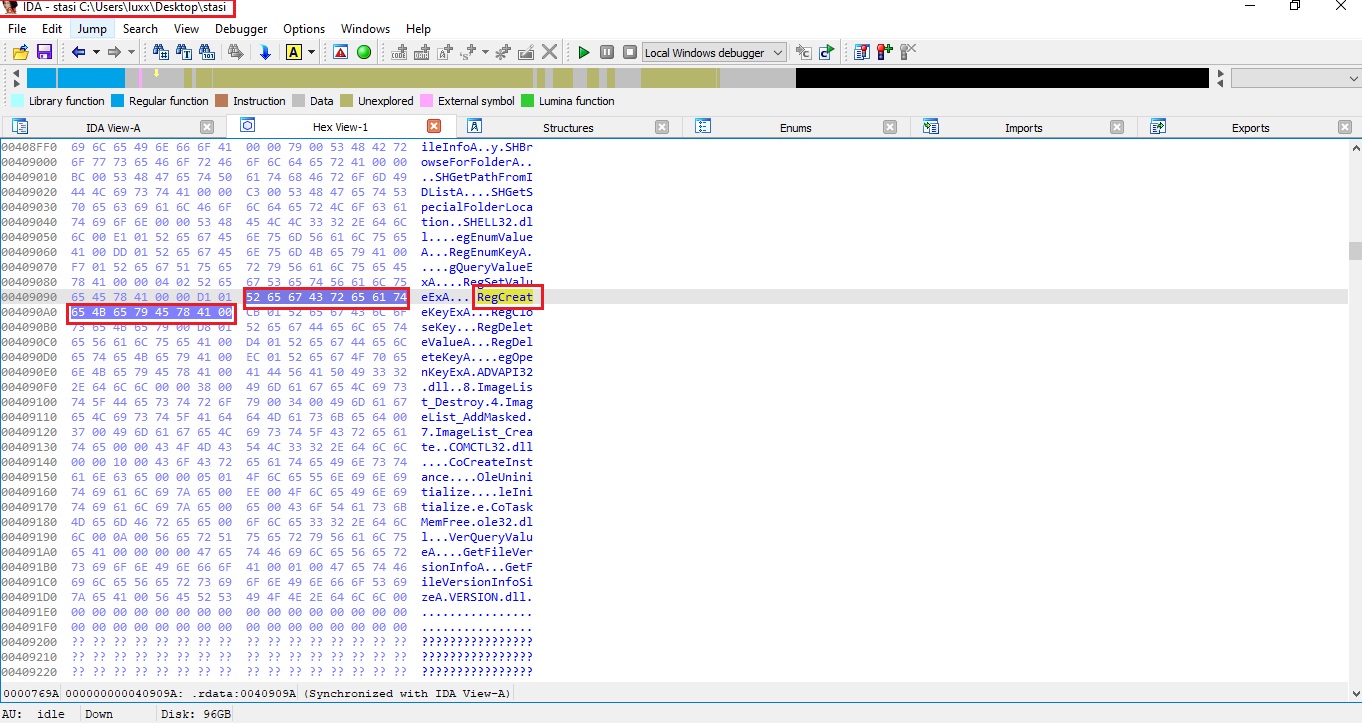 IDA - stasi C:\Users\luxx\Desktop\stasi
File Edit Jump Search View Debugger Options Windows Help
Local Windows debugger
Library function Regular function Instruction Data Unexplored External symbol Lumina function
IDA View-A Hex View-1 Structures Enums Imports Exports
00408FF0 69 6C 65 49 6E 66 6F 41 00 00 79 00 53 48 42 72 ileInfoA..y.SHBr
00409000 6F 77 73 65 46 6F 72 46 6F 6C 64 65 72 41 00 00 owseForFolderA..
00409010 BC 00 53 48 47 65 74 50 61 74 68 46 72 6F 6D 49 ..SHGetPathFromI
00409020 44 4C 69 73 74 41 00 00 C3 00 53 48 47 65 74 53 DListA....SHGetS
00409030 70 65 63 69 61 6C 46 6F 6C 64 65 72 4C 6F 63 61 pecialFolderLoca
00409040 74 69 6F 6E 00 00 53 48 45 4C 4C 33 32 2E 64 6C tion..SHELL32.dl
00409050 6C 00 E1 01 52 65 67 45 6E 75 6D 56 61 6C 75 65 l....egEnumValue
00409060 41 00 DD 01 52 65 67 45 6E 75 6D 4B 65 79 41 00 A...RegEnumKeyA.
00409070 F7 01 52 65 67 51 75 65 72 79 56 61 6C 75 65 45 ....gQueryValueE
00409080 78 41 00 00 04 02 52 65 67 53 65 74 56 61 6C 75 xA....RegSetValu
00409090 65 45 78 41 00 00 D1 01 52 65 67 43 72 65 61 74 eExA... RegCreat
004090A0 65 4B 65 79 45 78 41 00 CB 01 52 65 67 43 6C 6F eKeyExA...RegClo
004090B0 73 65 4B 65 79 00 D8 01 52 65 67 44 65 6C 65 74 seKey...RegDelet
004090C0 65 56 61 6C 75 65 41 00 D4 01 52 65 67 44 65 6C eValueA...RegDel
004090D0 65 74 65 4B 65 79 41 00 EC 01 52 65 67 4F 70 65 eteKeyA....egOpe
004090E0 6E 4B 65 79 45 78 41 00 41 44 56 41 50 49 33 32 nKeyExA.ADVAPI32
004090F0 2E 64 6C 6C 00 00 38 00 49 6D 61 67 65 4C 69 73 .dll..8.ImageLis
00409100 74 5F 44 65 73 74 72 6F 79 00 34 00 49 6D 61 67 t_Destroy.4.Imag
00409110 65 4C 69 73 74 5F 41 64 64 4D 61 73 6B 65 64 00 eList_AddMasked.
00409120 37 00 49 6D 61 67 65 4C 69 73 74 5F 43 72 65 61 7.ImageList_Crea
00409130 74 65 00 00 43 4F 4D 43 54 4C 33 32 2E 64 6C 6C te..COMCTL32.dll
00409140 00 00 10 00 43 6F 43 72 65 61 74 65 49 6E 73 74 ....CoCreateInst
00409150 61 6E 63 65 00 00 05 01 4F 6C 65 55 6E 69 6E 69 ance....OleUnini
00409160 74 69 61 6C 69 7A 65 00 EE 00 4F 6C 65 49 6E 69 tialize....leIni
00409170 74 69 61 6C 69 7A 65 00 65 00 43 6F 54 61 73 6B tialize.e.CoTask
00409180 4D 65 6D 46 72 65 65 00 6F 6C 65 33 32 2E 64 6C MemFree.ole32.dl
00409190 6C 00 0A 00 56 65 72 51 75 65 72 79 56 61 6C 75 l...VerQueryValu
004091A0 65 41 00 00 00 00 47 65 74 46 69 6C 65 56 65 72 eA....GetFileVer
004091B0 73 69 6F 6E 49 6E 66 6F 41 00 01 00 47 65 74 46 sionInfoA...GetF
004091C0 69 6C 65 56 65 72 73 69 6F 6E 49 6E 66 6F 53 69 ileVersionInfoSi
004091D0 7A 65 41 00 56 45 52 53 49 4F 4E 2E 64 6C 6C 00 zeA.VERSION.dll.
004091E0 00 00 00 00 00 00 00 00 00 00 00 00 00 00 00 00 ................
004091F0 00 00 00 00 00 00 00 00 00 00 00 00 00 00 00 00 ................
00409200 ?? ?? ?? ?? ?? ?? ?? ?? ?? ?? ?? ?? ?? ?? ?? ?? ????????????????
00409210 ?? ?? ?? ?? ?? ?? ?? ?? ?? ?? ?? ?? ?? ?? ?? ?? ????????????????
00409220 ?? ?? ?? ?? ?? ?? ?? ?? ?? ?? ?? ?? ?? ?? ?? ?? ????????????????
0000769A 000000000040909A: .rdata:0040909A (Synchronized with IDA View-A)
AU: idle Down Disk: 96GB